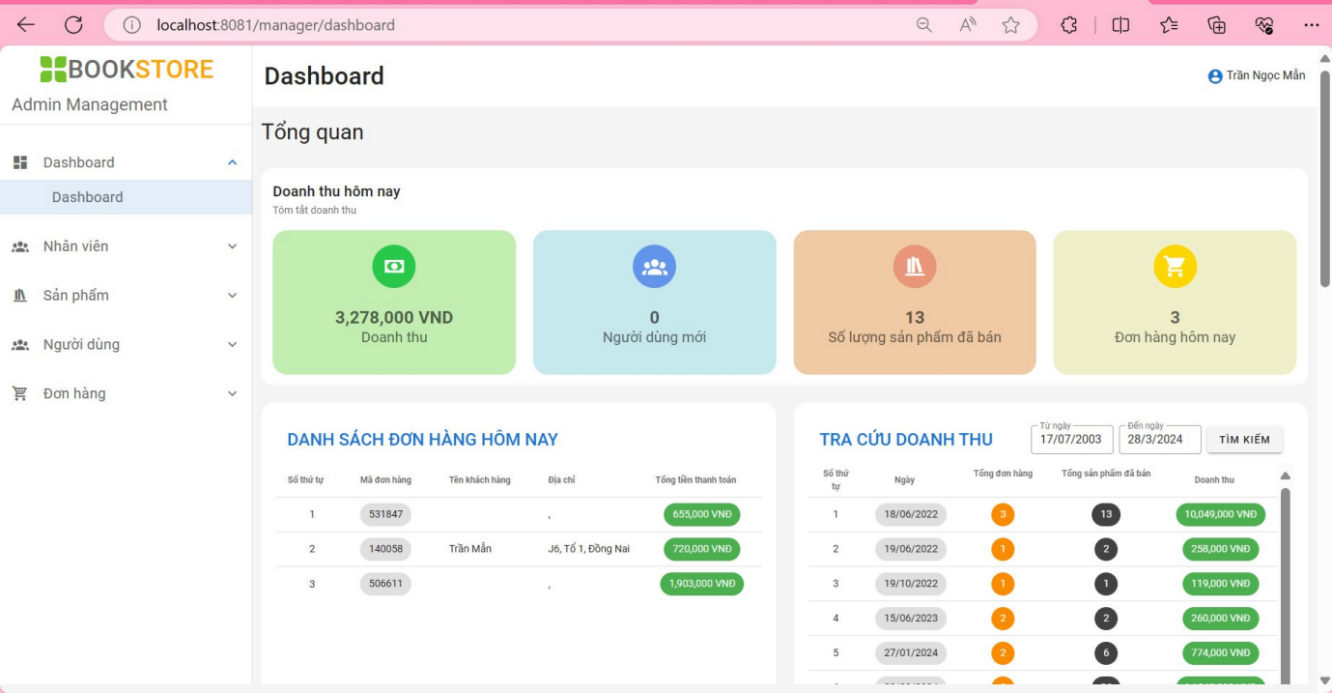 localhost:8081/manager/dashboard
BOOKSTORE
Admin Management
Dashboard
Dashboard
Nhân viên
Sản phẩm
Người dùng
Đơn hàng
Dashboard
Trần Ngọc Mẫn
Tổng quan
Doanh thu hôm nay
Tóm tắt doanh thu
3,278,000 VND
Doanh thu
0
Người dùng mới
13
Số lượng sản phẩm đã bán
3
Đơn hàng hôm nay
DANH SÁCH ĐƠN HÀNG HÔM NAY
Số thứ tự Mã đơn hàng Tên khách hàng Địa chỉ Tổng tiền thanh toán
1 531847 , 655,000 VNĐ
2 140058 Trần Mẫn J6, Tổ 1, Đồng Nai 720,000 VNĐ
3 506611 , 1,903,000 VNĐ
TRA CỨU DOANH THU
Từ ngày
17/07/2003
Đến ngày
28/3/2024
TÌM KIẾM
Số thứ tự Ngày Tổng đơn hàng Tổng sản phẩm đã bán Doanh thu
1 18/06/2022 3 13 10,049,000 VNĐ
2 19/06/2022 1 2 258,000 VNĐ
3 19/10/2022 1 1 119,000 VNĐ
4 15/06/2023 2 2 260,000 VNĐ
5 27/01/2024 2 6 774,000 VNĐ